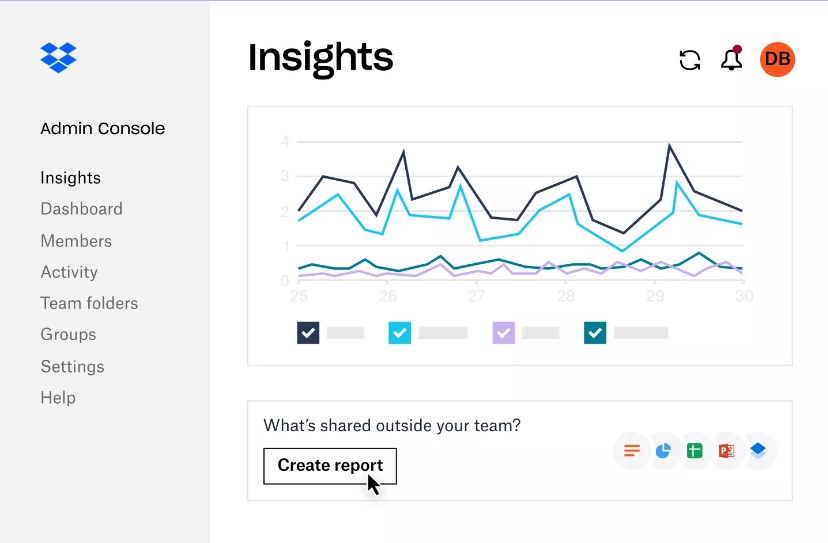 Insights
DB
Admin Console
Insights
Dashboard
Members
Activity
Team folders
Groups
Settings
Help
4
3
2
1
0
25 26 27 28 29 30
What's shared outside your team?
Create report
P